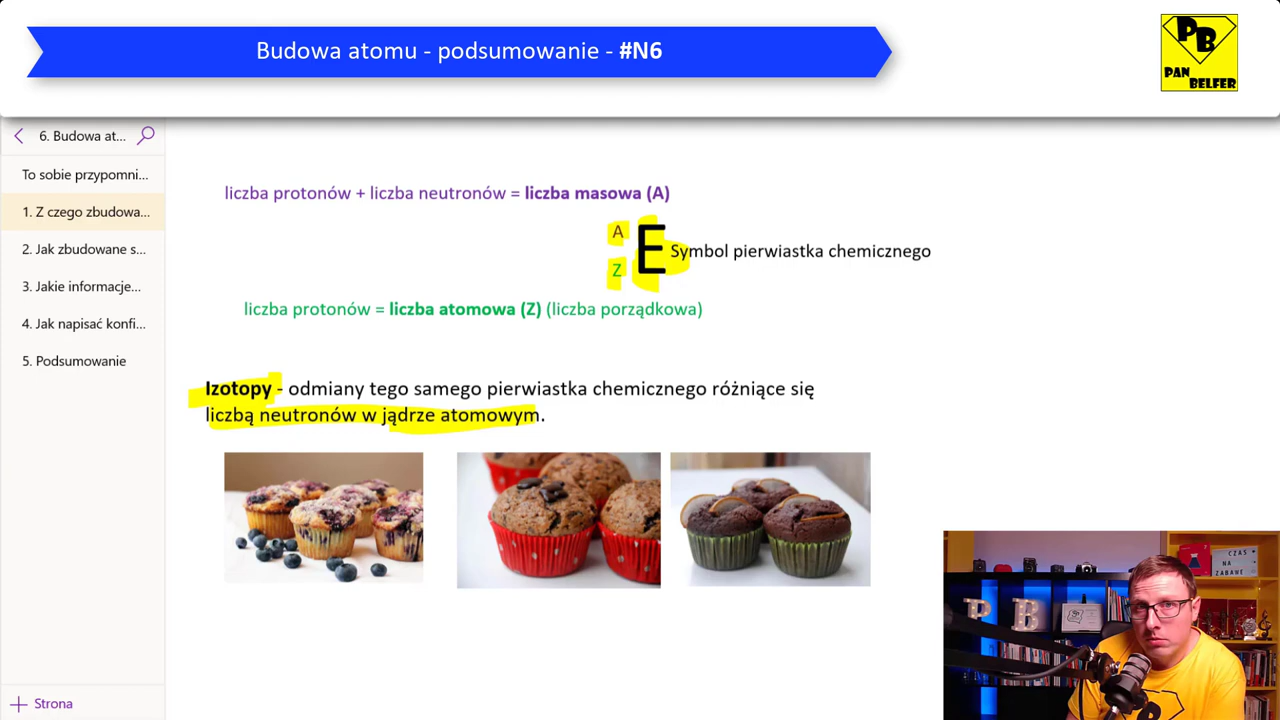 Budowa atomu - podsumowanie - #N6
PB
PAN
BELFER
6. Budowa at...
To sobie przypomni...
1. Z czego zbudowa...
2. Jak zbudowane s...
3. Jakie informacje...
4. Jak napisać konfi...
5. Podsumowanie
Strona
liczba protonów + liczba neutronów = liczba masowa (A)
A
E Symbol pierwiastka chemicznego
Z
liczba protonów = liczba atomowa (Z) (liczba porządkowa)
Izotopy - odmiany tego samego pierwiastka chemicznego różniące się
liczbą neutronów w jądrze atomowym.
CZAS
NA
ZABAWĘ
P B